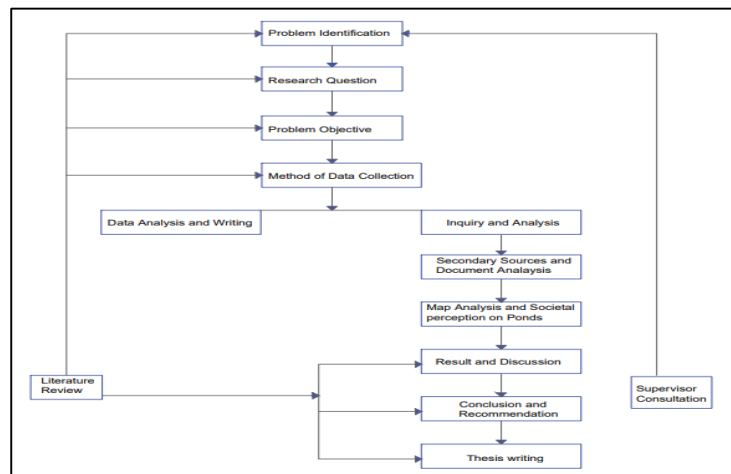 Problem Identification
Research Question
Problem Objective
Method of Data Collection
Data Analysis and Writing
Inquiry and Analysis
Secondary Sources and
Document Analaysis
Map Analysis and Societal
perception on Ponds
Result and Discussion
Literature
Review
Supervisor
Consultation
Conclusion and
Recommendation
Thesis writing